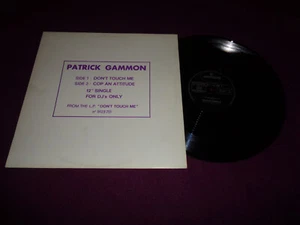 PATRICK GAMMON
SIDE 1 - DON'T TOUCH ME
SIDE 2 - COP AN ATTITUDE
12" SINGLE
FOR DJ's ONLY
FROM THE L.P. "DON'T TOUCH ME"